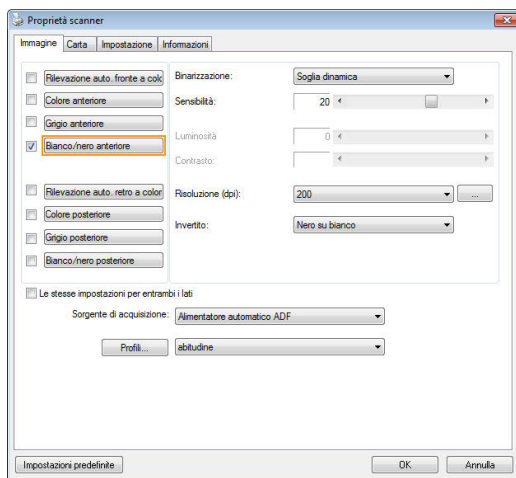 Proprietà scanner
Immagine Carta Impostazione Informazioni
Rilevazione auto. fronte a colo
Colore anteriore
Grigio anteriore
Bianco/nero anteriore
Rilevazione auto. retro a color
Colore posteriore
Grigio posteriore
Bianco/nero posteriore
Binarizzazione: Soglia dinamica
Sensibilità: 20
Luminosità 0
Contrasto:
Risoluzione (dpi): 200 ...
Invertito: Nero su bianco
Le stesse impostazioni per entrambi i lati
Sorgente di acquisizione: Alimentatore automatico ADF
Profili... abitudine
Impostazioni predefinite OK Annulla